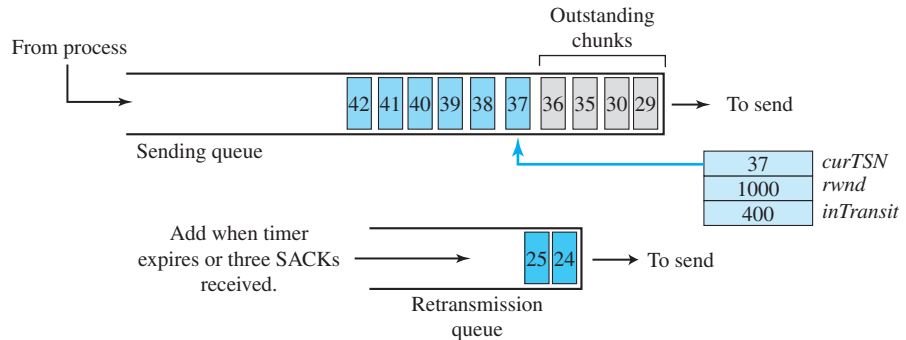 Outstanding
chunks
From process
42 41 40 39 38 37 36 35 30 29
To send
Sending queue
37 curTSN
1000 rwnd
400 inTransit
Add when timer
expires or three SACKs
received.
25 24
To send
Retransmission
queue